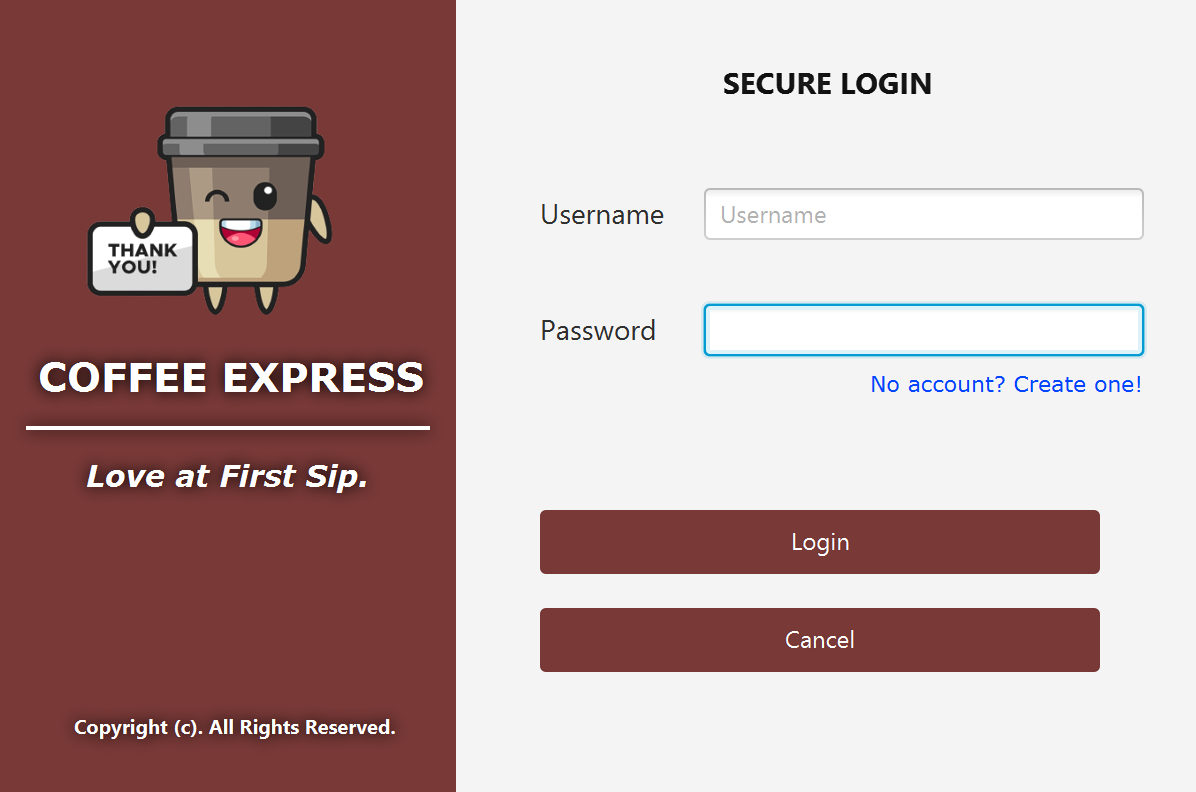 THANK
YOU!
COFFEE EXPRESS
Love at First Sip.
Copyright (c). All Rights Reserved.
SECURE LOGIN
Username
Username
Password
No account? Create one!
Login
Cancel